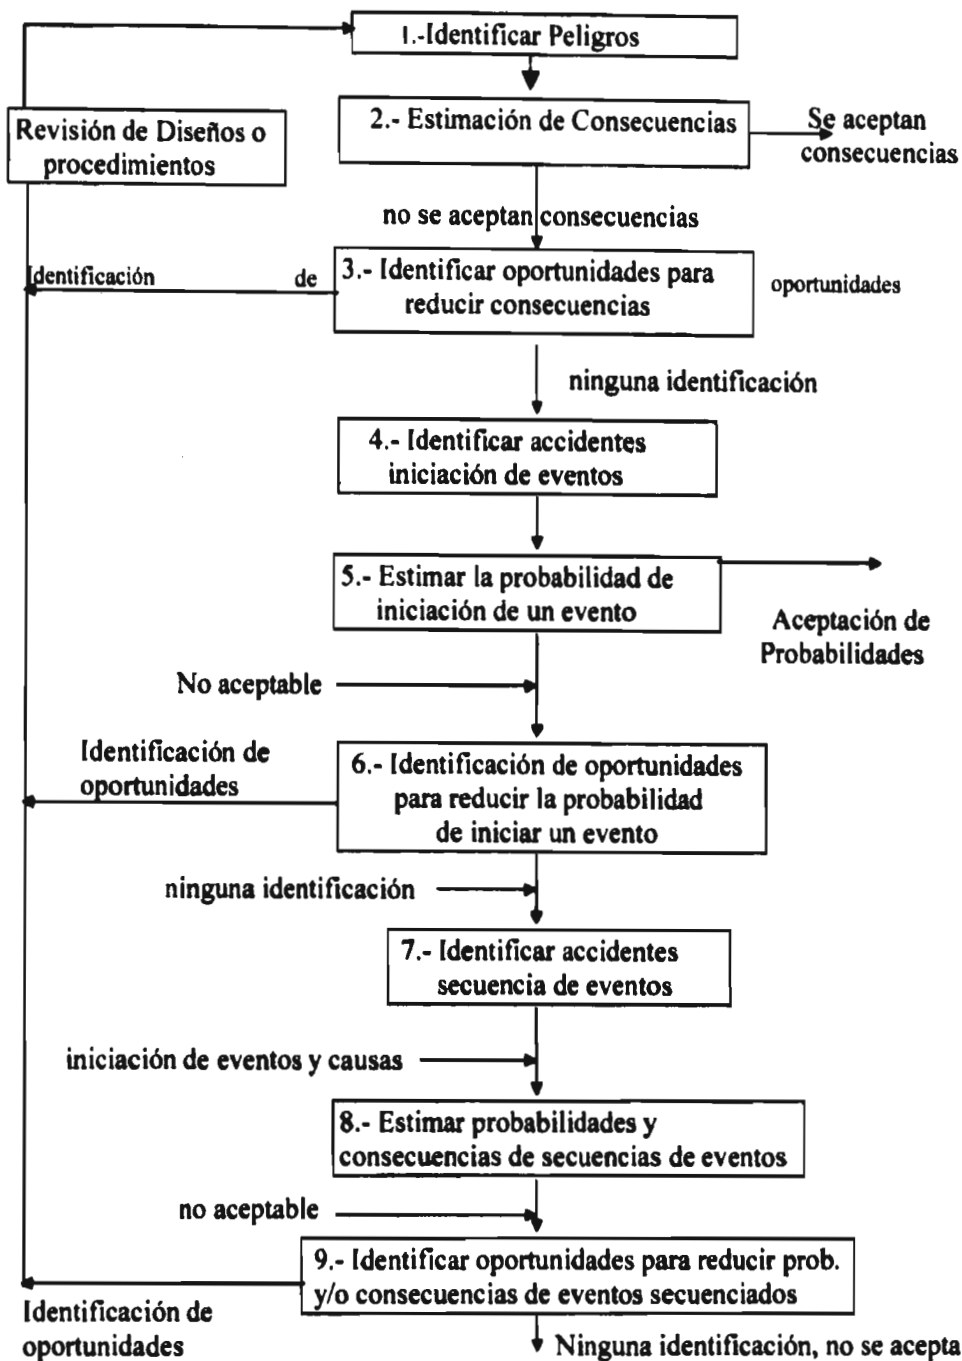 1.-Identificar Peligros
Revisión de Diseños o
procedimientos
2.- Estimación de Consecuencias
Se aceptan
consecuencias
no se aceptan consecuencias
Identificación de
3.- Identificar oportunidades para
reducir consecuencias
oportunidades
ninguna identificación
4.- Identificar accidentes
iniciación de eventos
5.- Estimar la probabilidad de
iniciación de un evento
Aceptación de
Probabilidades
No aceptable
Identificación de
oportunidades
6.- Identificación de oportunidades
para reducir la probabilidad
de iniciar un evento
ninguna identificación
7.- Identificar accidentes
secuencia de eventos
iniciación de eventos y causas
8.- Estimar probabilidades y
consecuencias de secuencias de eventos
no aceptable
9.- Identificar oportunidades para reducir prob.
y/o consecuencias de eventos secuenciados
Identificación de
oportunidades
Ninguna identificación, no se acepta